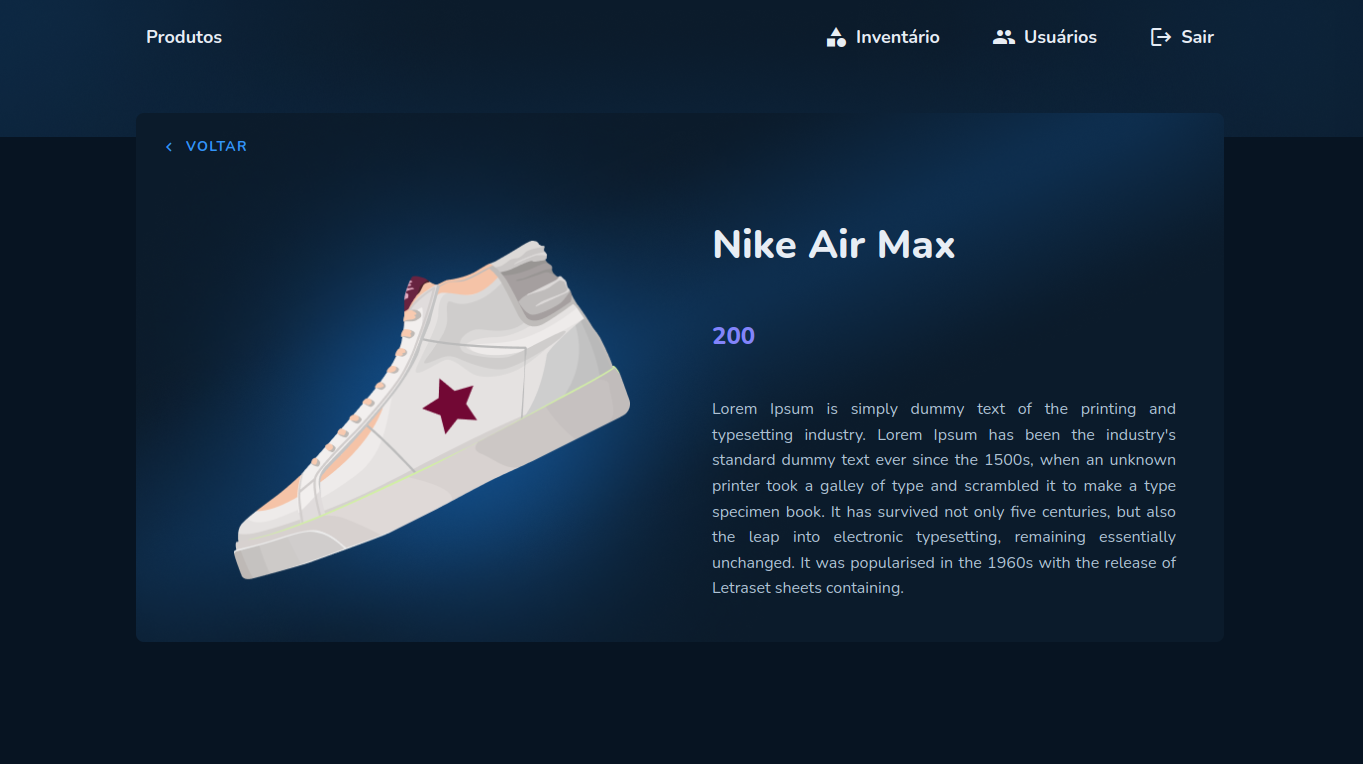 Produtos
Inventário
Usuários
Sair
VOLTAR
Nike Air Max
200
Lorem Ipsum is simply dummy text of the printing and
typesetting industry. Lorem Ipsum has been the industry's
standard dummy text ever since the 1500s, when an unknown
printer took a galley of type and scrambled it to make a type
specimen book. It has survived not only five centuries, but also
the leap into electronic typesetting, remaining essentially
unchanged. It was popularised in the 1960s with the release of
Letraset sheets containing.